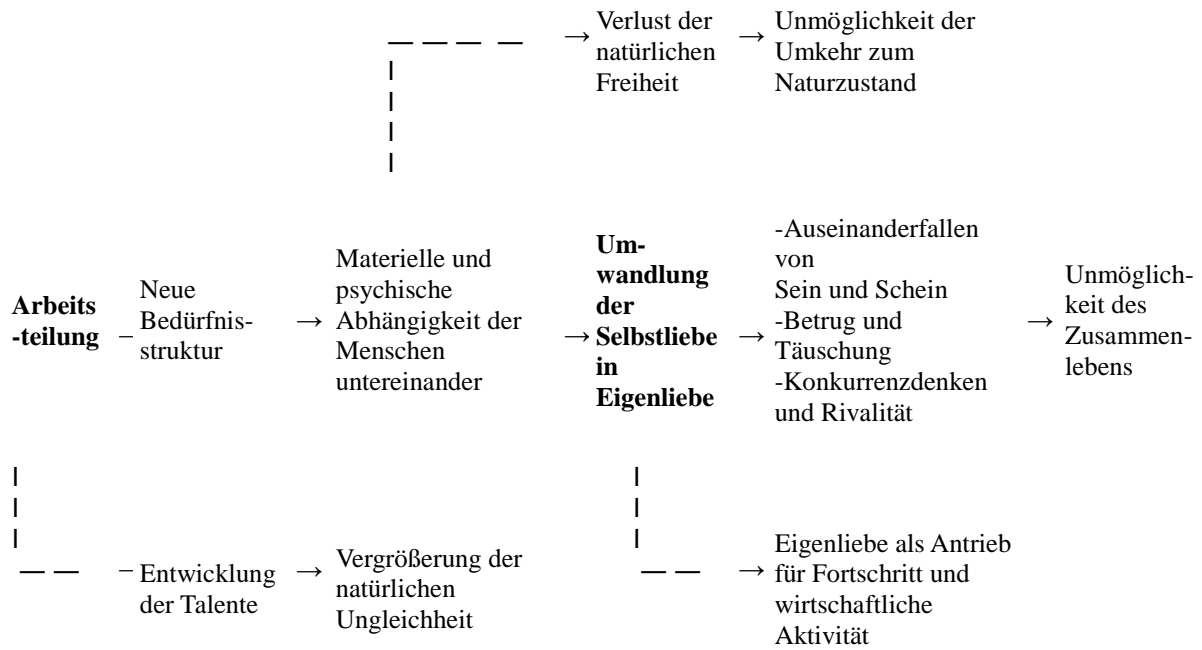 → Verlust der
natürlichen
Freiheit
→ Unmöglichkeit der
Umkehr zum
Naturzustand
Arbeits
-teilung
– Neue
Bedürfnis-
struktur
→ Materielle und
psychische
Abhängigkeit der
Menschen
untereinander
→ Um-
wandlung
der
Selbstliebe
in
Eigenliebe
→ -Auseinanderfallen
von
Sein und Schein
-Betrug und
Täuschung
-Konkurrenzdenken
und Rivalität
→ Unmöglich-
keit des
Zusammen-
lebens
– Entwicklung
der Talente
→ Vergrößerung der
natürlichen
Ungleichheit
→ Eigenliebe als Antrieb
für Fortschritt und
wirtschaftliche
Aktivität